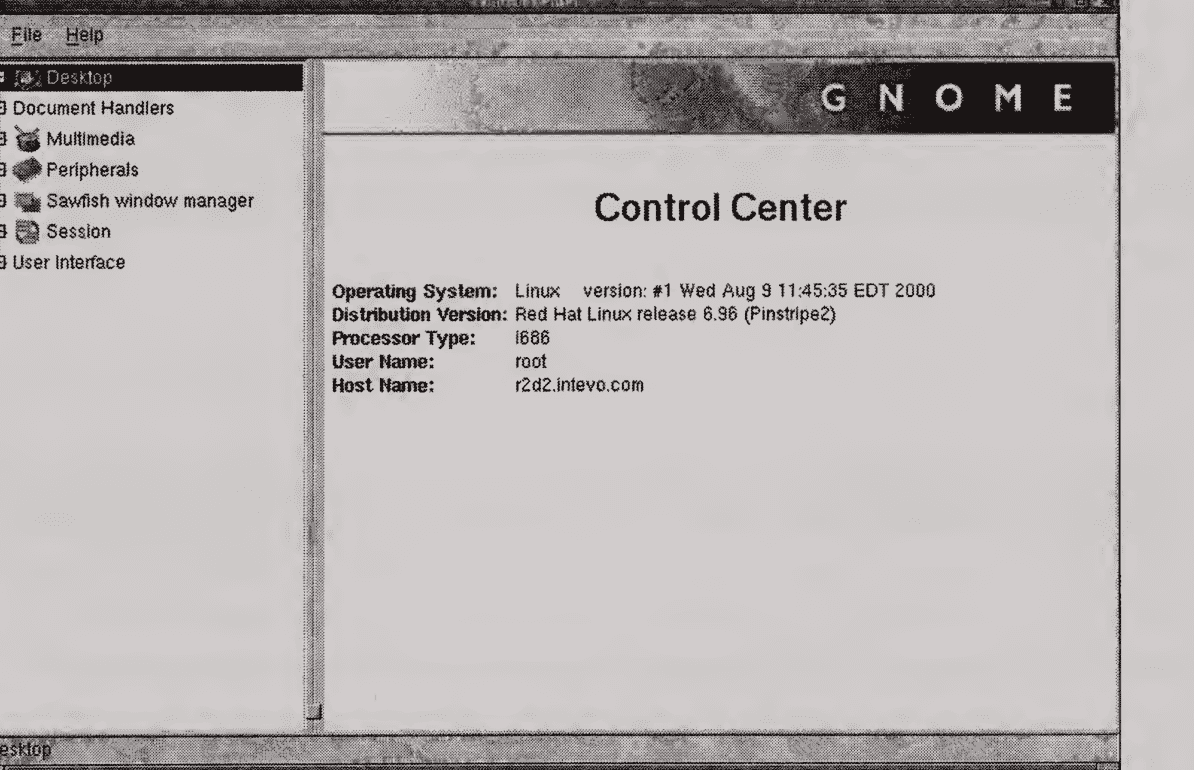 File Help
Desktop
Document Handlers
Multimedia
Peripherals
Sawfish window manager
Session
User Interface
GNOME
Control Center
Operating System: Linux version: #1 Wed Aug 9 11:45:35 EDT 2000
Distribution Version: Red Hat Linux release 6.96 (Pinstripe2)
Processor Type: i686
User Name: root
Host Name: r2d2.intevo.com
esktop